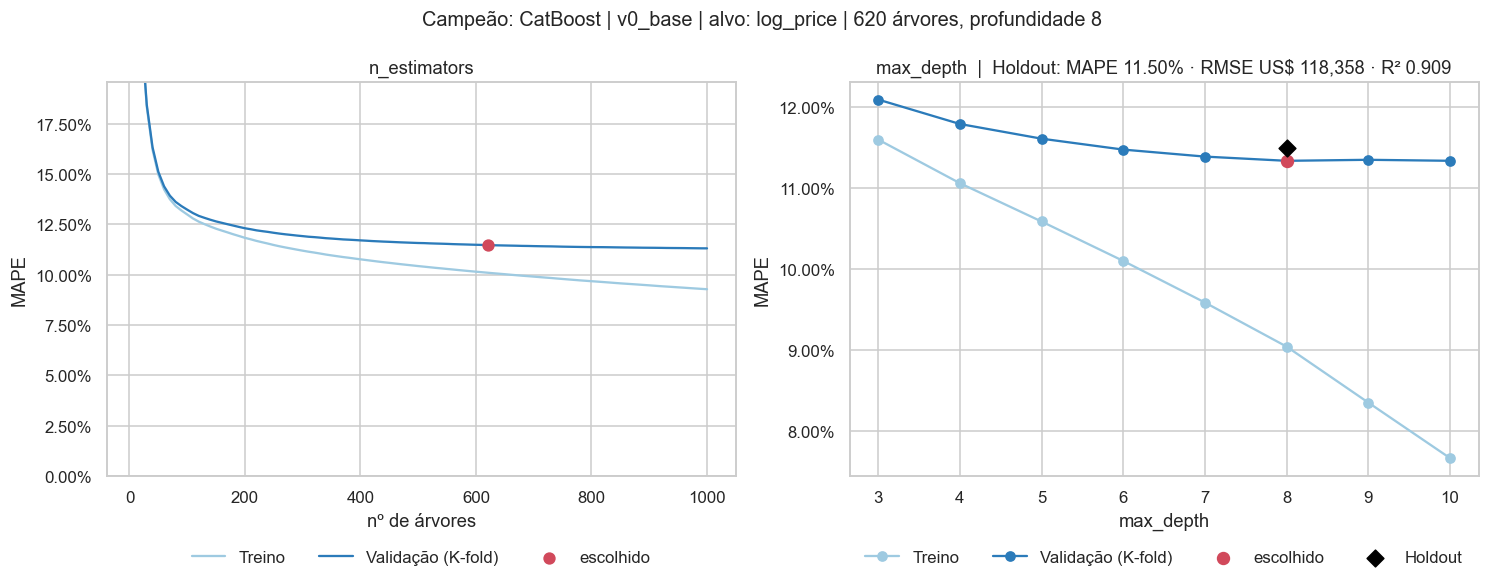 Campeão: CatBoost | v0_base | alvo: log_price | 620 árvores, profundidade 8
n_estimators
17.50%
15.00%
12.50%
10.00%
7.50%
5.00%
2.50%
0.00%
MAPE
0 200 400 600 800 1000
nº de árvores
Treino Validação (K-fold) escolhido
max_depth | Holdout: MAPE 11.50% · RMSE US$ 118,358 · R² 0.909
12.00%
11.00%
10.00%
9.00%
8.00%
MAPE
3 4 5 6 7 8 9 10
max_depth
Treino Validação (K-fold) escolhido Holdout